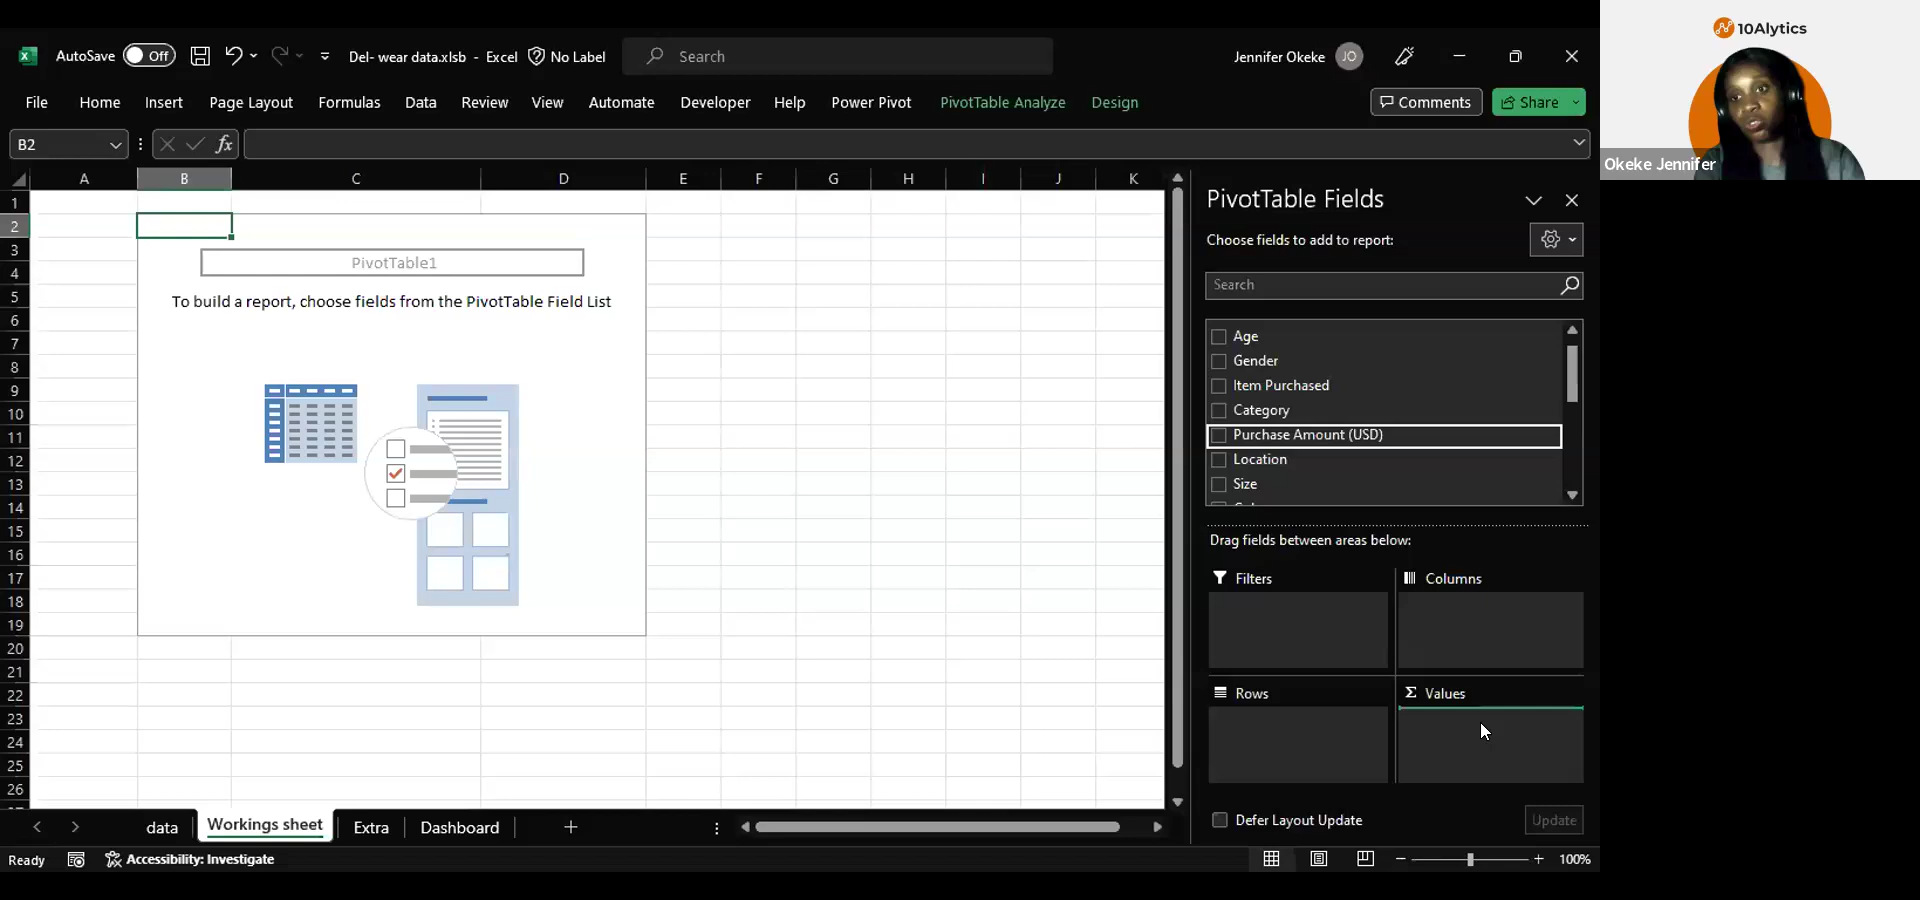 10Alytics
AutoSave Off Del- wear data.xlsb - Excel No Label Search Jennifer Okeke JO
File Home Insert Page Layout Formulas Data Review View Automate Developer Help Power Pivot PivotTable Analyze Design Comments Share
B2 fx
Okeke Jennifer
A B C D E F G H I J K
1
2
3
4
5
6
7
8
9
10
11
12
13
14
15
16
17
18
19
20
21
22
23
24
25
26
PivotTable1
To build a report, choose fields from the PivotTable Field List
PivotTable Fields
Choose fields to add to report:
Search
Age
Gender
Item Purchased
Category
Purchase Amount (USD)
Location
Size
Drag fields between areas below:
Filters Columns
Rows Σ Values
Defer Layout Update Update
data Workings sheet Extra Dashboard
Ready Accessibility: Investigate 100%